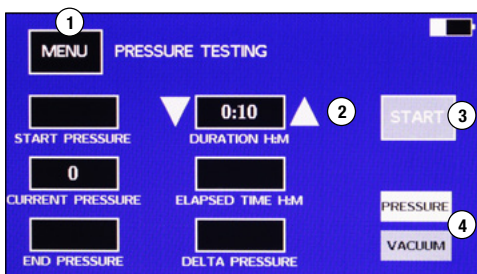 1
MENU PRESSURE TESTING
0:10 2 START 3
START PRESSURE DURATION H:M
0
CURRENT PRESSURE ELAPSED TIME H:M PRESSURE
4
VACUUM
END PRESSURE DELTA PRESSURE